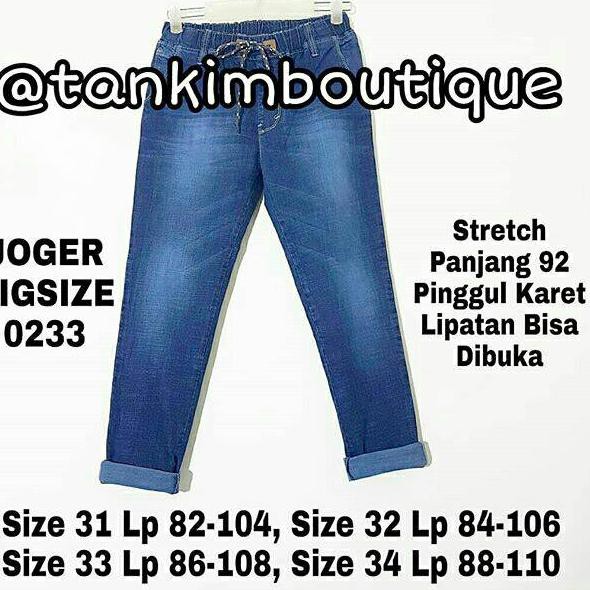 @tankimboutique
JOGER
IGSIZE
0233
Stretch
Panjang 92
Pinggul Karet
Lipatan Bisa
Dibuka
Size 31 Lp 82-104, Size 32 Lp 84-106
Size 33 Lp 86-108, Size 34 Lp 88-110